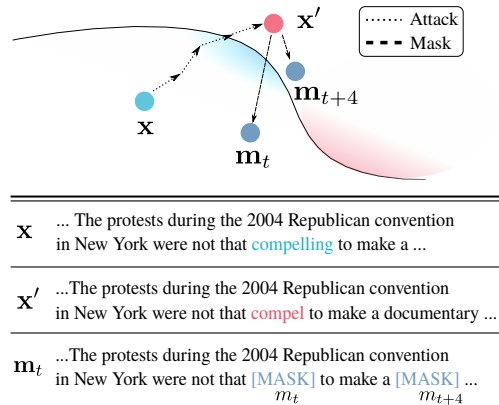 x′
Attack
Mask
x
m_t
m_{t+4}
x ... The protests during the 2004 Republican convention
in New York were not that compelling to make a ...
x′ ...The protests during the 2004 Republican convention
in New York were not that compel to make a documentary ...
m_t ...The protests during the 2004 Republican convention
in New York were not that [MASK] to make a [MASK] ...
m_t m_{t+4}